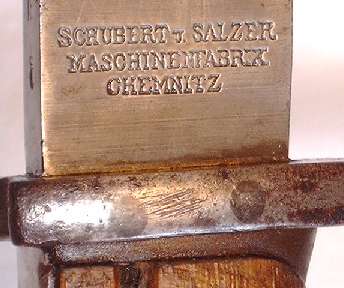 SCHUBERT u. SALZER
MASCHINENFABRIK
CHEMNITZ